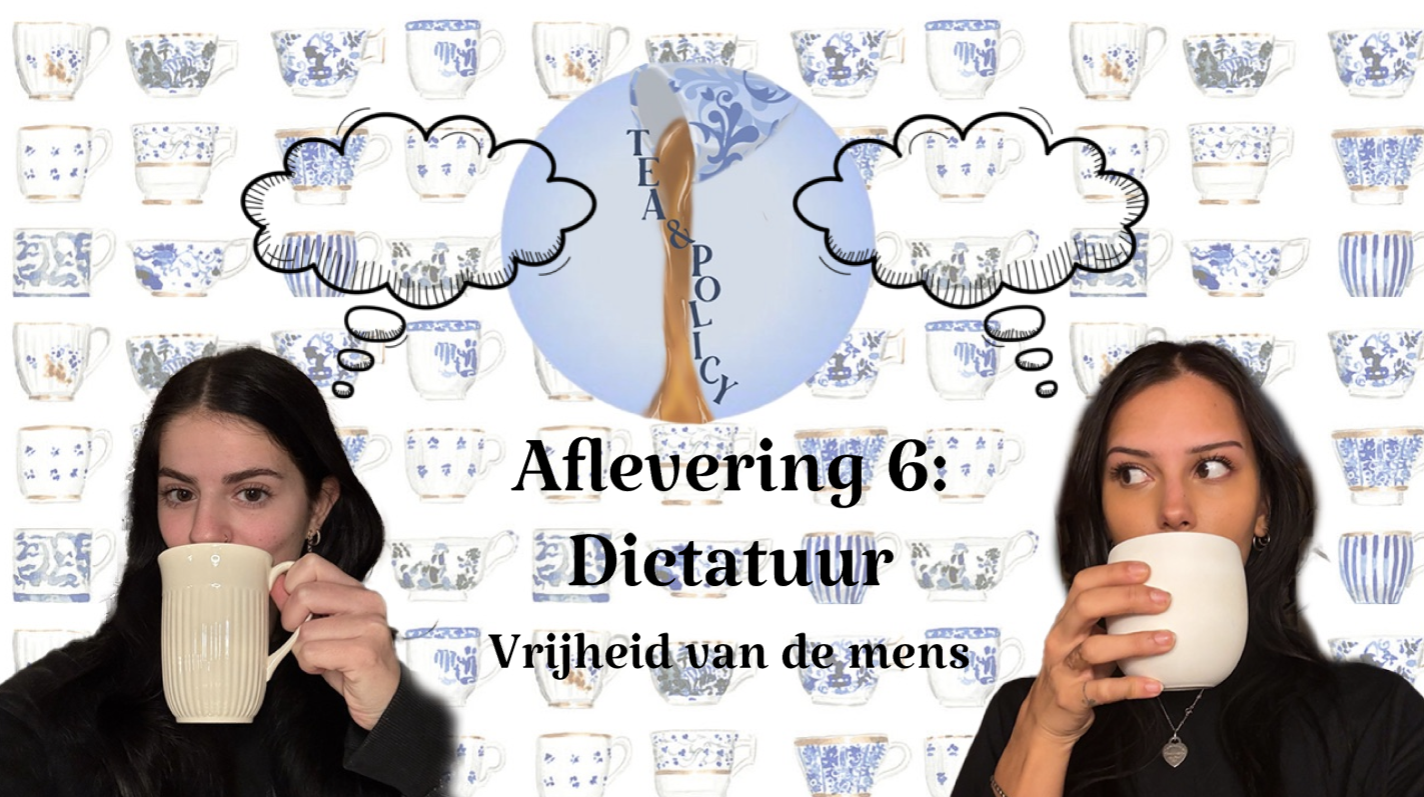 TEA
&
POLICY
Aflevering 6:
Dictatuur
Vrijheid van de mens